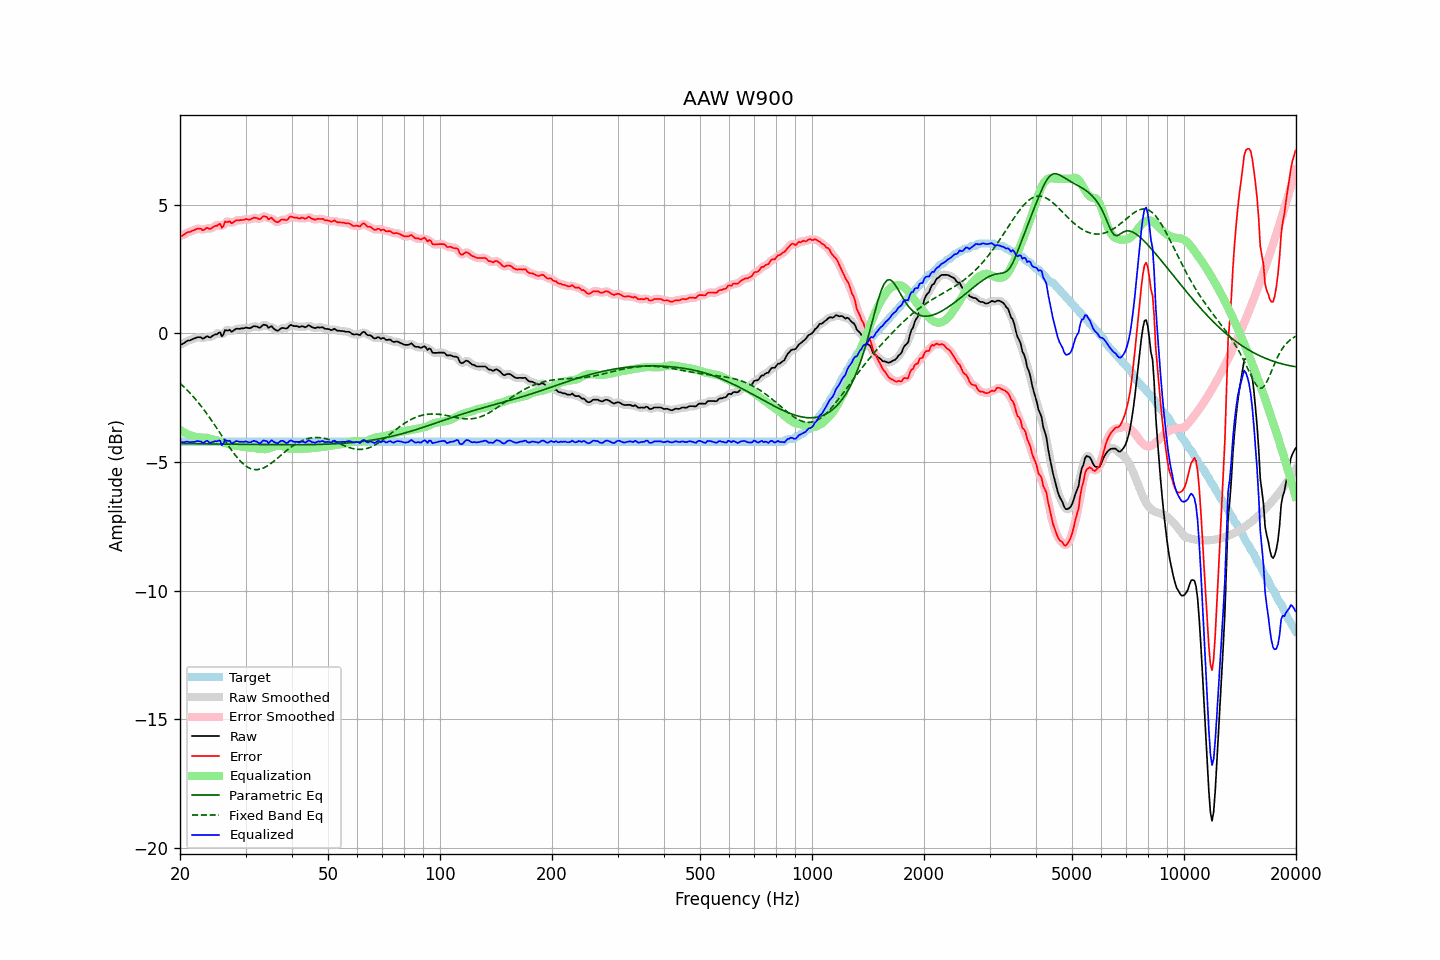 AAW W900
Amplitude (dBr)
5
0
−5
−10
−15
−20
Target
Raw Smoothed
Error Smoothed
Raw
Error
Equalization
Parametric Eq
Fixed Band Eq
Equalized
20 50 100 200 500 1000 2000 5000 10000 20000
Frequency (Hz)